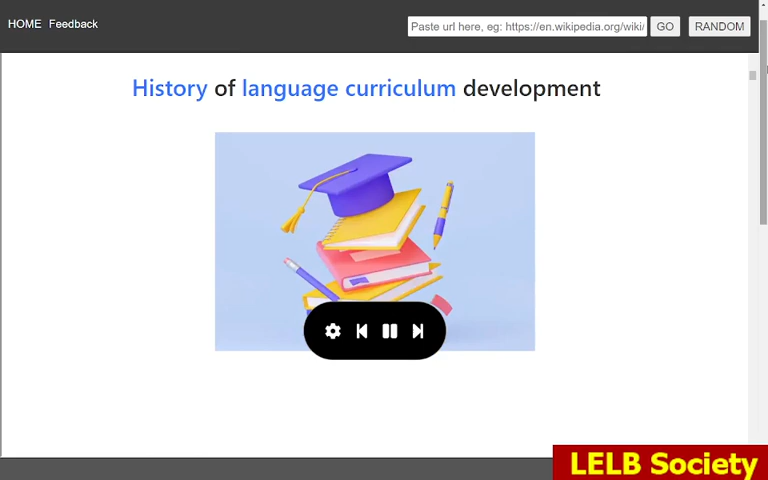 HOME Feedback
Paste url here, eg: https://en.wikipedia.org/wiki/
GO
RANDOM
History of language curriculum development
LELB Society